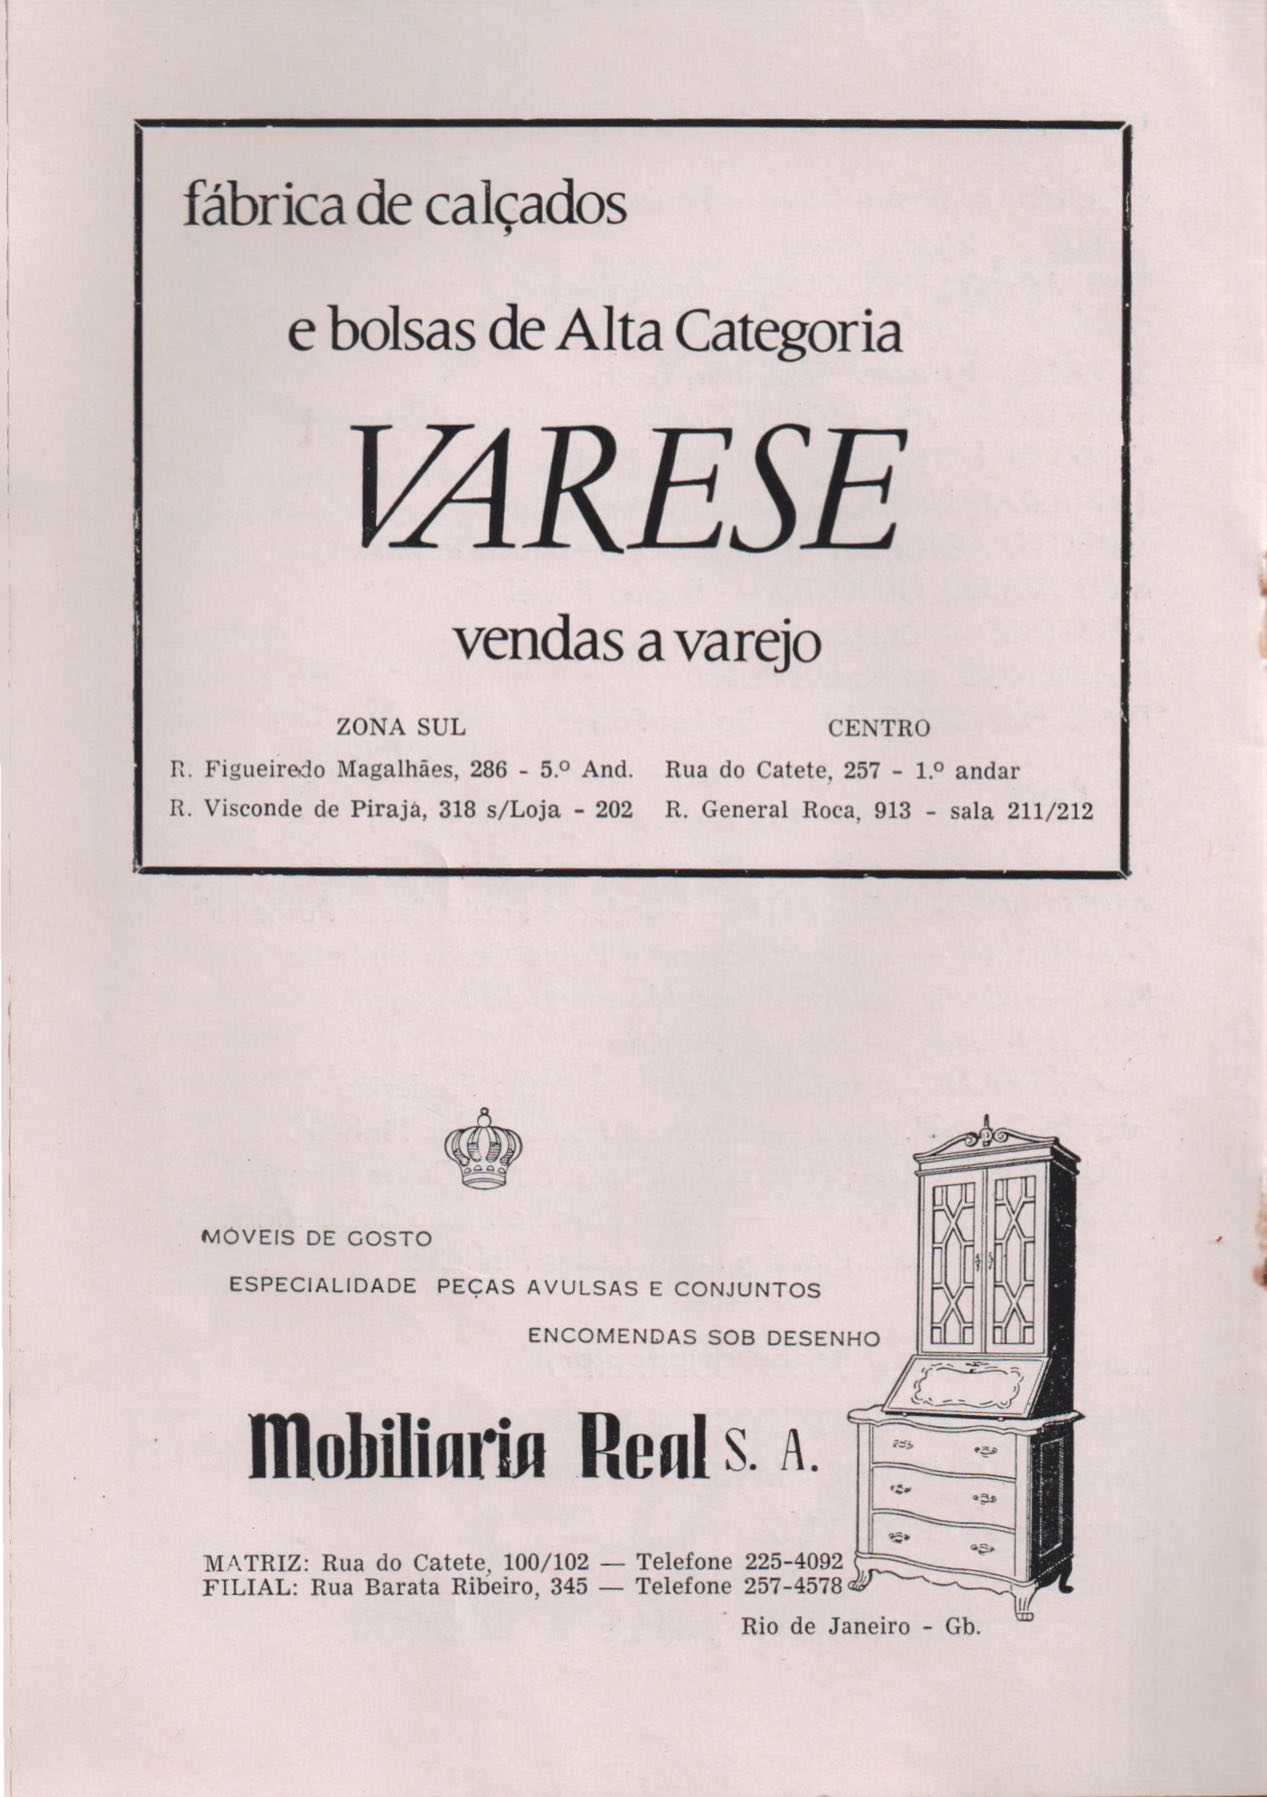 fábrica de calçados
e bolsas de Alta Categoria
VARESE
vendas a varejo
ZONA SUL
R. Figueiredo Magalhães, 286 - 5.º And.
R. Visconde de Pirajá, 318 s/Loja - 202
CENTRO
Rua do Catete, 257 - 1.º andar
R. General Roca, 913 - sala 211/212
MÓVEIS DE GOSTO
ESPECIALIDADE PEÇAS AVULSAS E CONJUNTOS
ENCOMENDAS SOB DESENHO
Mobiliaria Real S. A.
MATRIZ: Rua do Catete, 100/102 — Telefone 225-4092
FILIAL: Rua Barata Ribeiro, 345 — Telefone 257-4578
Rio de Janeiro - Gb.